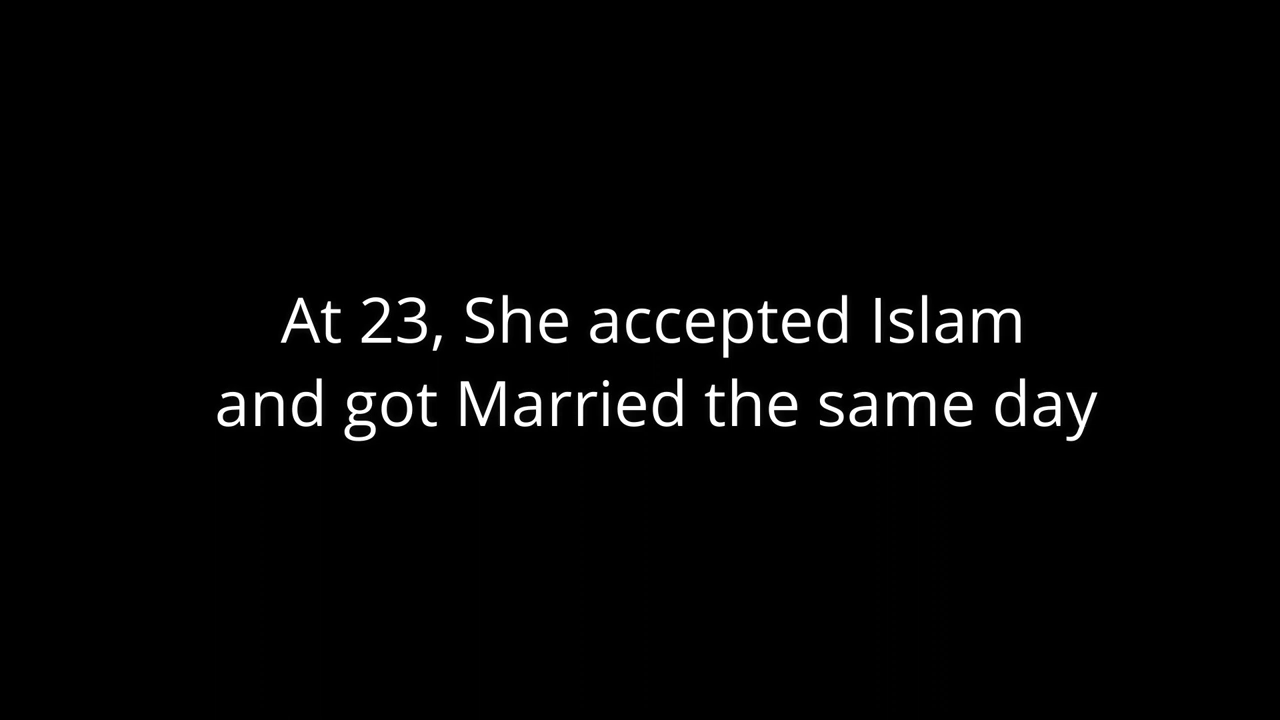 At 23, She accepted Islam
and got Married the same day